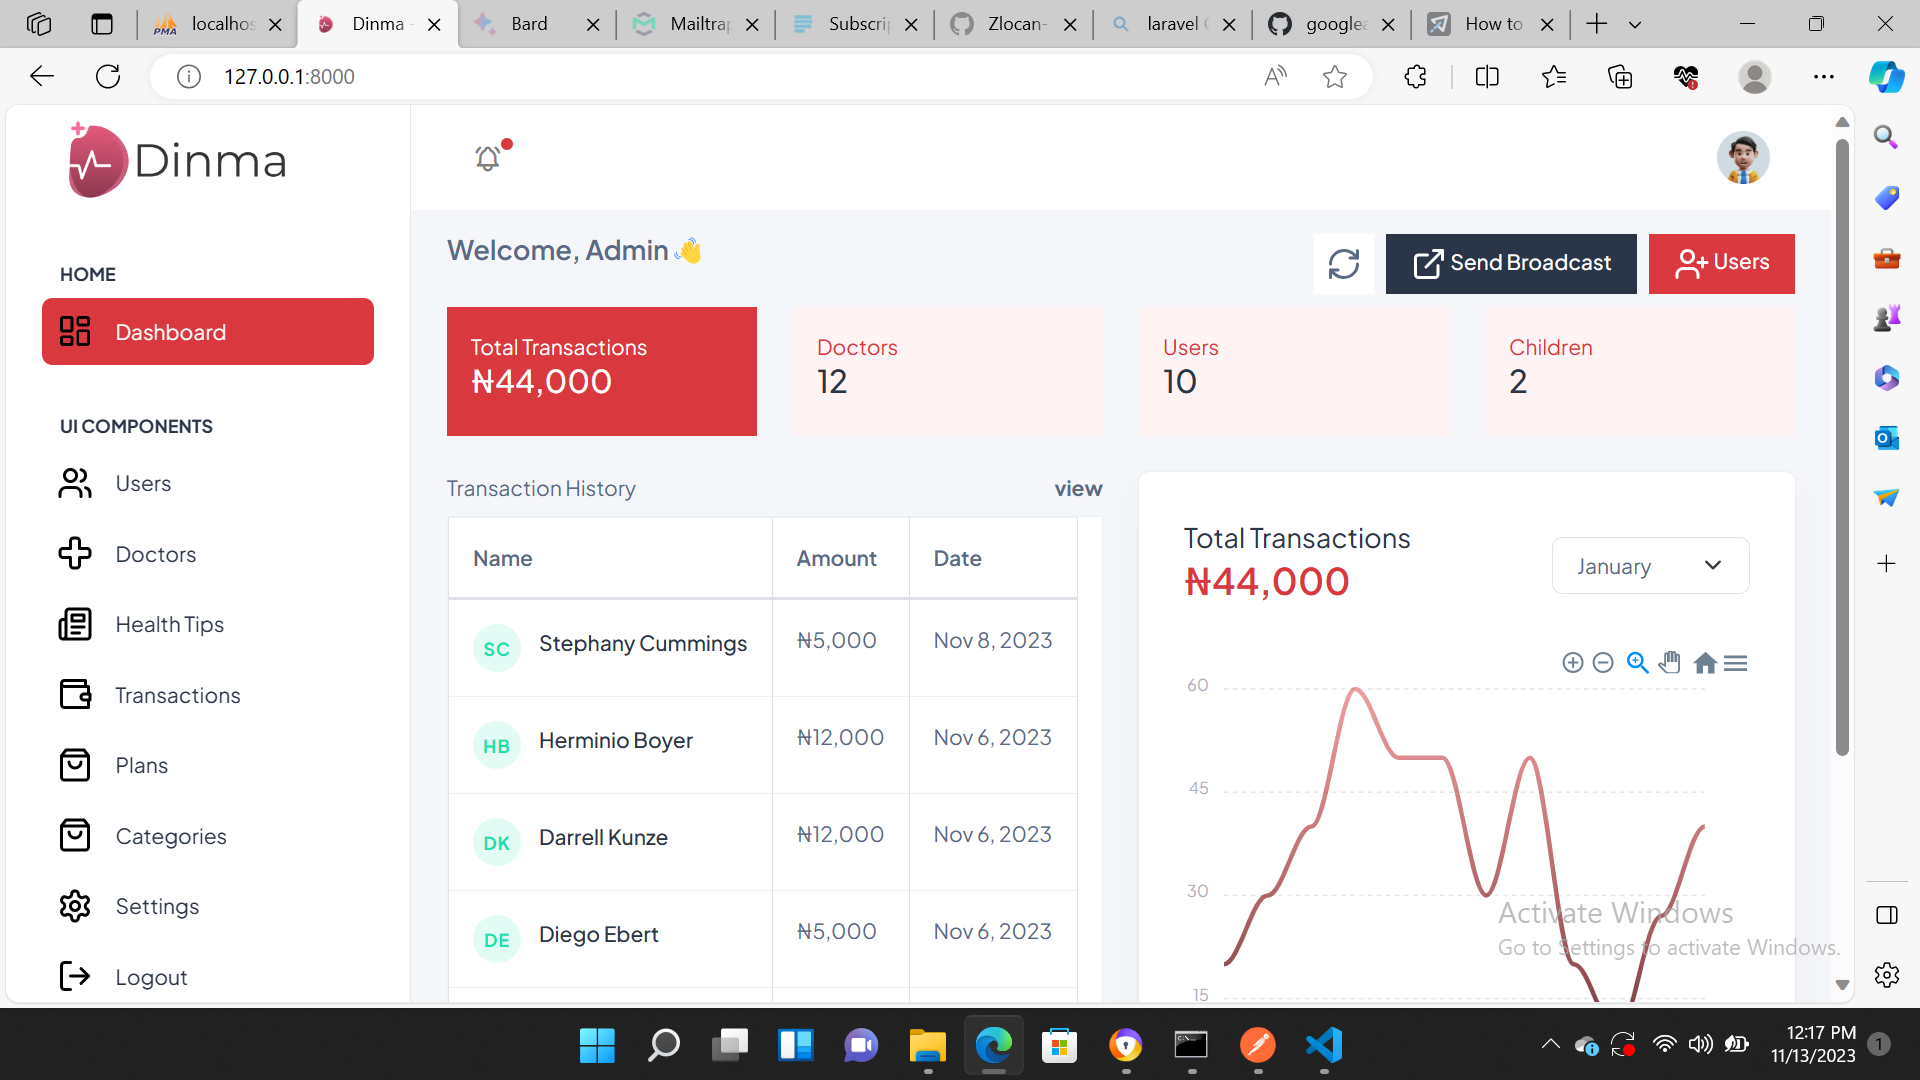 localhos
Dinma -
Bard
Mailtrap
Subscrip
Zlocan-
laravel
google
How to
127.0.0.1:8000
Dinma
HOME
Dashboard
UI COMPONENTS
Users
Doctors
Health Tips
Transactions
Plans
Categories
Settings
Logout
Welcome, Admin
Send Broadcast
Users
Total Transactions
₦44,000
Doctors
12
Users
10
Children
2
Transaction History
view
Name Amount Date
SC Stephany Cummings ₦5,000 Nov 8, 2023
HB Herminio Boyer ₦12,000 Nov 6, 2023
DK Darrell Kunze ₦12,000 Nov 6, 2023
DE Diego Ebert ₦5,000 Nov 6, 2023
Total Transactions
₦44,000
January
60
45
30
15
Activate Windows
Go to Settings to activate Windows.
12:17 PM
11/13/2023
1